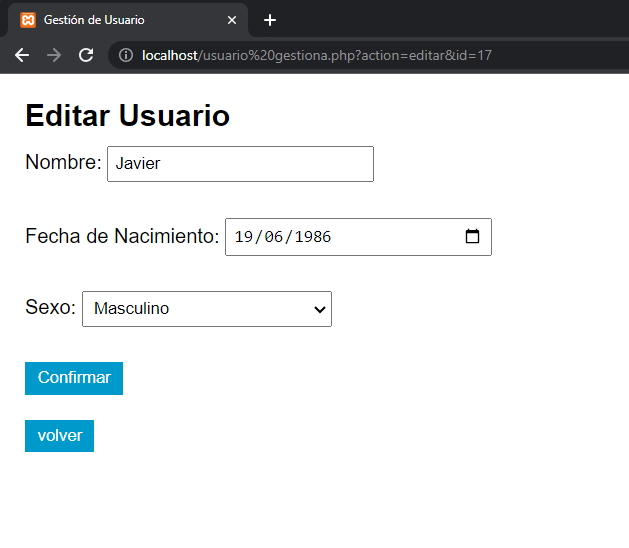 Gestión de Usuario
localhost/usuario%20gestiona.php?action=editar&id=17
Editar Usuario
Nombre: Javier
Fecha de Nacimiento: 19/06/1986
Sexo: Masculino
Confirmar
volver